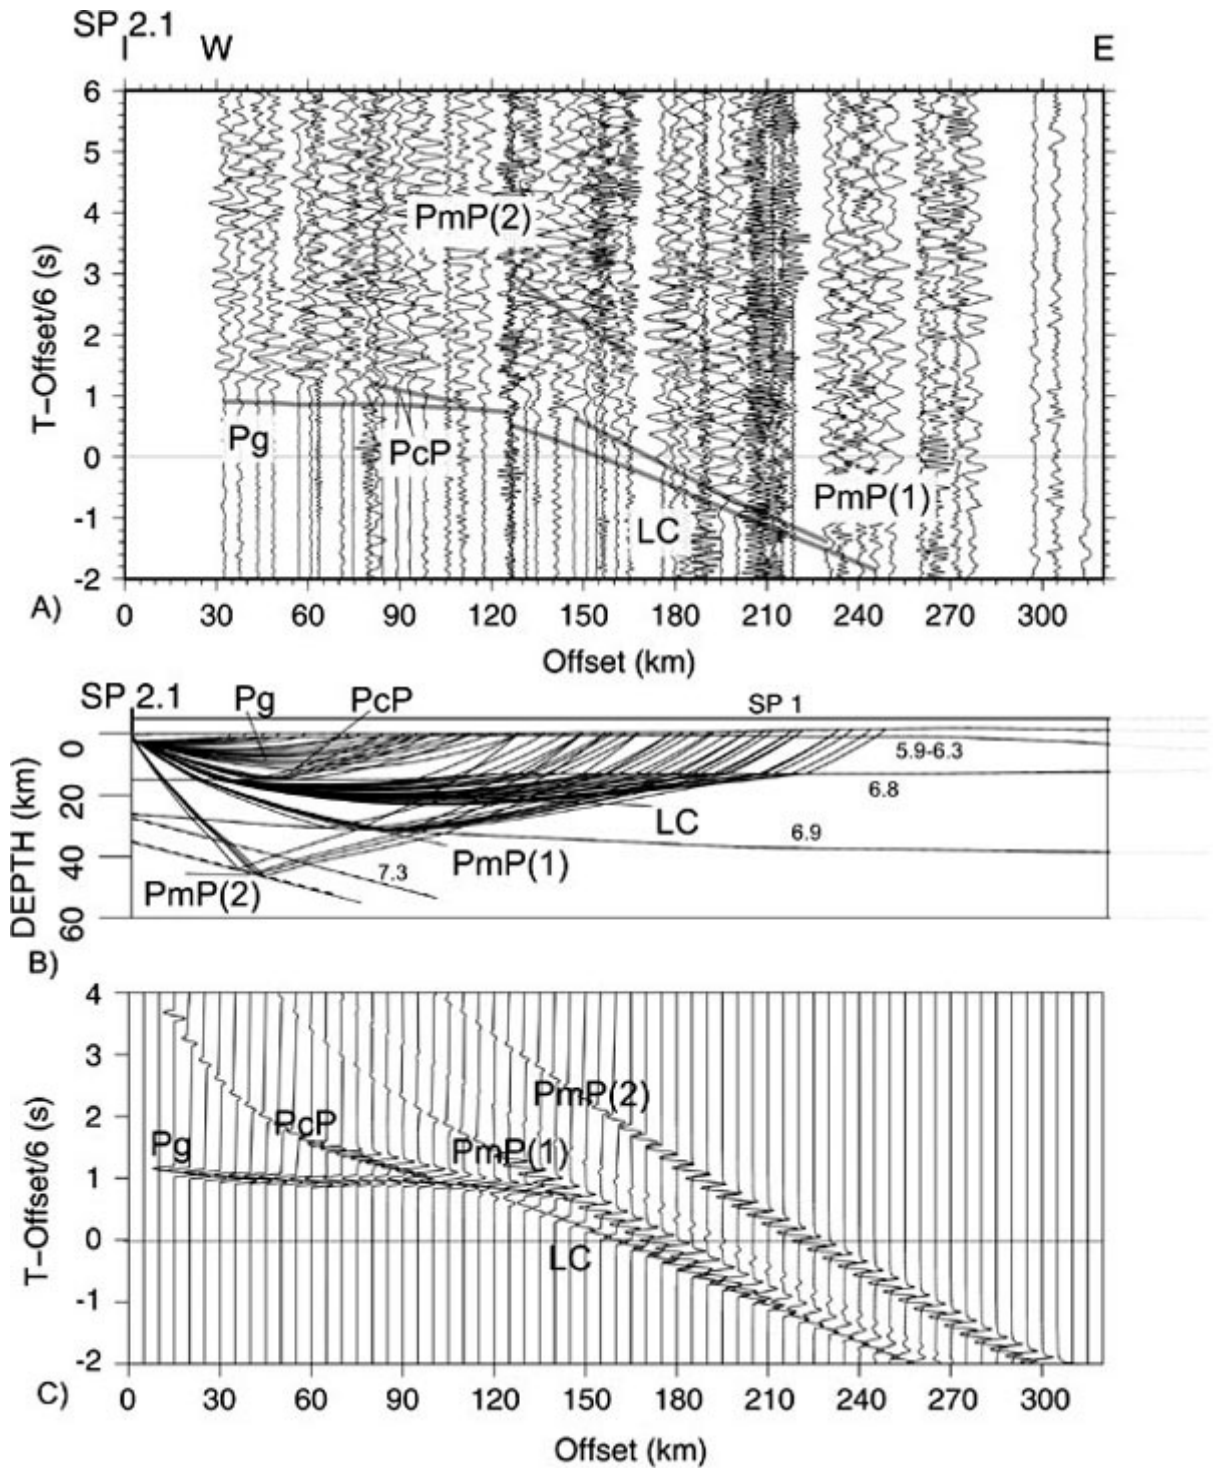 SP 2.1
W
E
6
5
4
3
2
1
0
-1
-2
T-Offset/6 (s)
PmP(2)
Pg
PcP
LC
PmP(1)
A)
0 30 60 90 120 150 180 210 240 270 300
Offset (km)
SP 2.1
Pg
PcP
SP 1
0
20
40
60
DEPTH (km)
5.9-6.3
6.8
LC
6.9
PmP(1)
7.3
PmP(2)
B)
4
3
2
1
0
-1
-2
T-Offset/6 (s)
PmP(2)
PcP
Pg
PmP(1)
LC
C)
0 30 60 90 120 150 180 210 240 270 300
Offset (km)